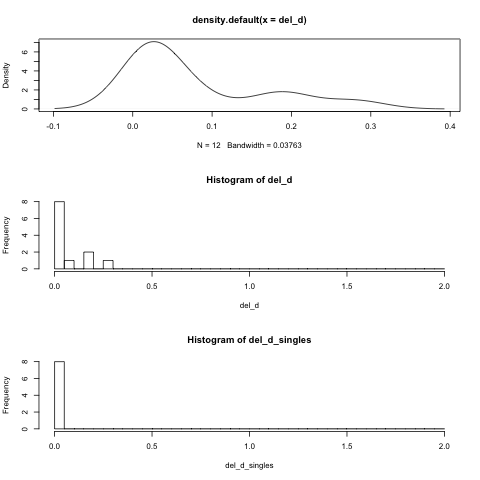 density.default(x = del_d)
Density
0 2 4 6
-0.1 0.0 0.1 0.2 0.3 0.4
N = 12 Bandwidth = 0.03763
Histogram of del_d
Frequency
0 2 4 6 8
0.0 0.5 1.0 1.5 2.0
del_d
Histogram of del_d_singles
Frequency
0 2 4 6 8
0.0 0.5 1.0 1.5 2.0
del_d_singles